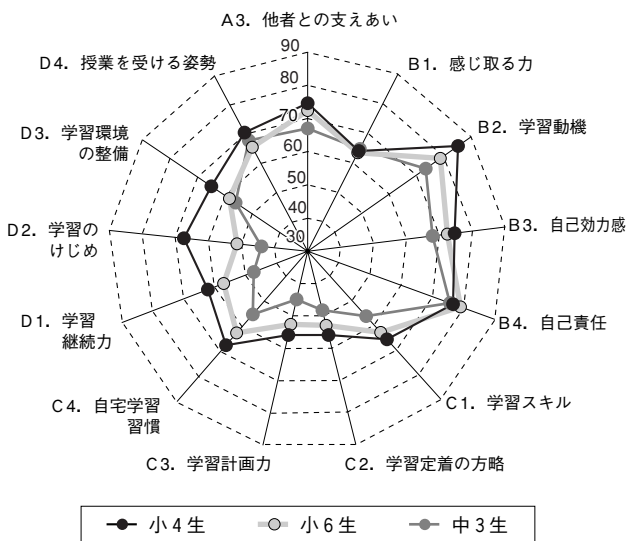 A3．他者との支えあい
90
80
70
60
50
40
30
B1．感じ取る力
B2．学習動機
B3．自己効力感
B4．自己責任
C1．学習スキル
C2．学習定着の方略
C3．学習計画力
C4．自宅学習
習慣
D1．学習
継続力
D2．学習の
けじめ
D3．学習環境
の整備
D4．授業を受ける姿勢
小4生
小6生
中3生